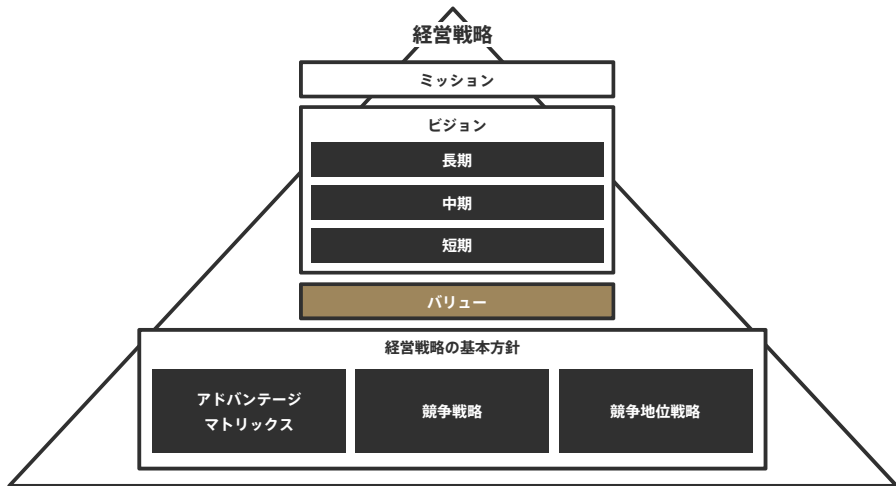 経営戦略
ミッション
ビジョン
長期
中期
短期
バリュー
経営戦略の基本方針
アドバンテージ
マトリックス
競争戦略
競争地位戦略